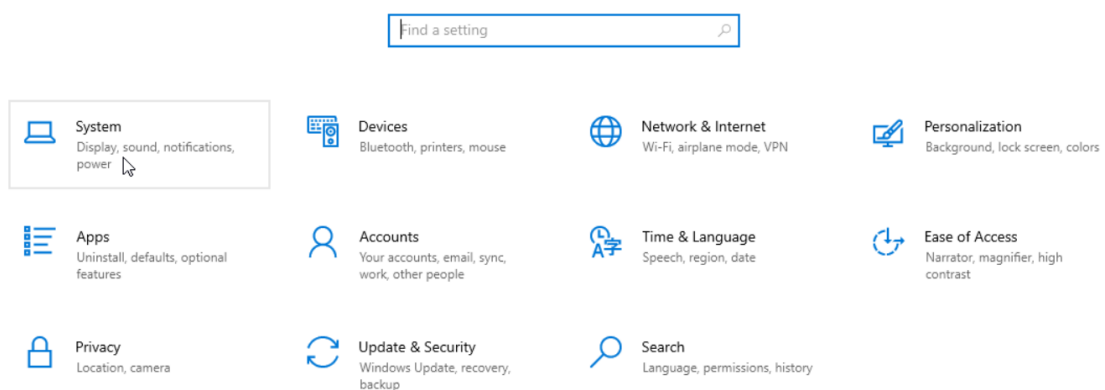 Find a setting
System
Display, sound, notifications,
power
Devices
Bluetooth, printers, mouse
Network & Internet
Wi-Fi, airplane mode, VPN
Personalization
Background, lock screen, colors
Apps
Uninstall, defaults, optional
features
Accounts
Your accounts, email, sync,
work, other people
Time & Language
Speech, region, date
Ease of Access
Narrator, magnifier, high
contrast
Privacy
Location, camera
Update & Security
Windows Update, recovery,
backup
Search
Language, permissions, history